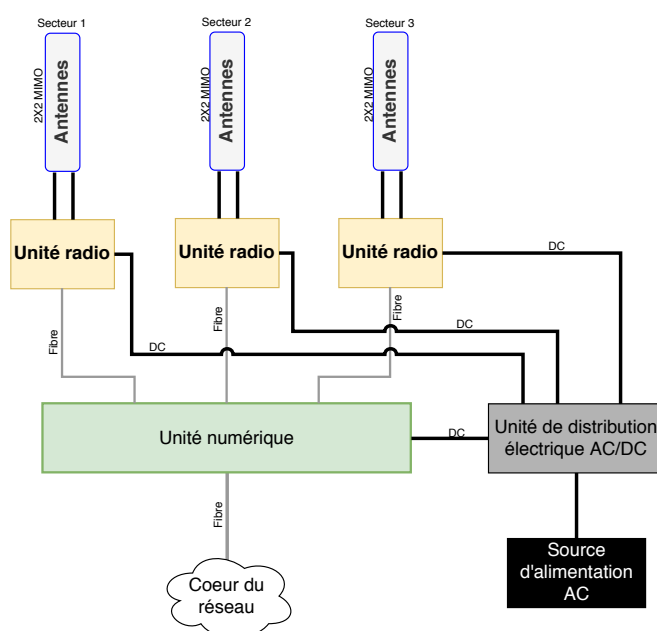 Secteur 1
Secteur 2
Secteur 3
2X2 MIMO
Antennes
2X2 MIMO
Antennes
2X2 MIMO
Antennes
Unité radio
Unité radio
Unité radio
DC
Fibre
Fibre
Fibre
DC
DC
Unité numérique
DC
Unité de distribution
électrique AC/DC
Fibre
Source
d'alimentation
AC
Coeur du
réseau